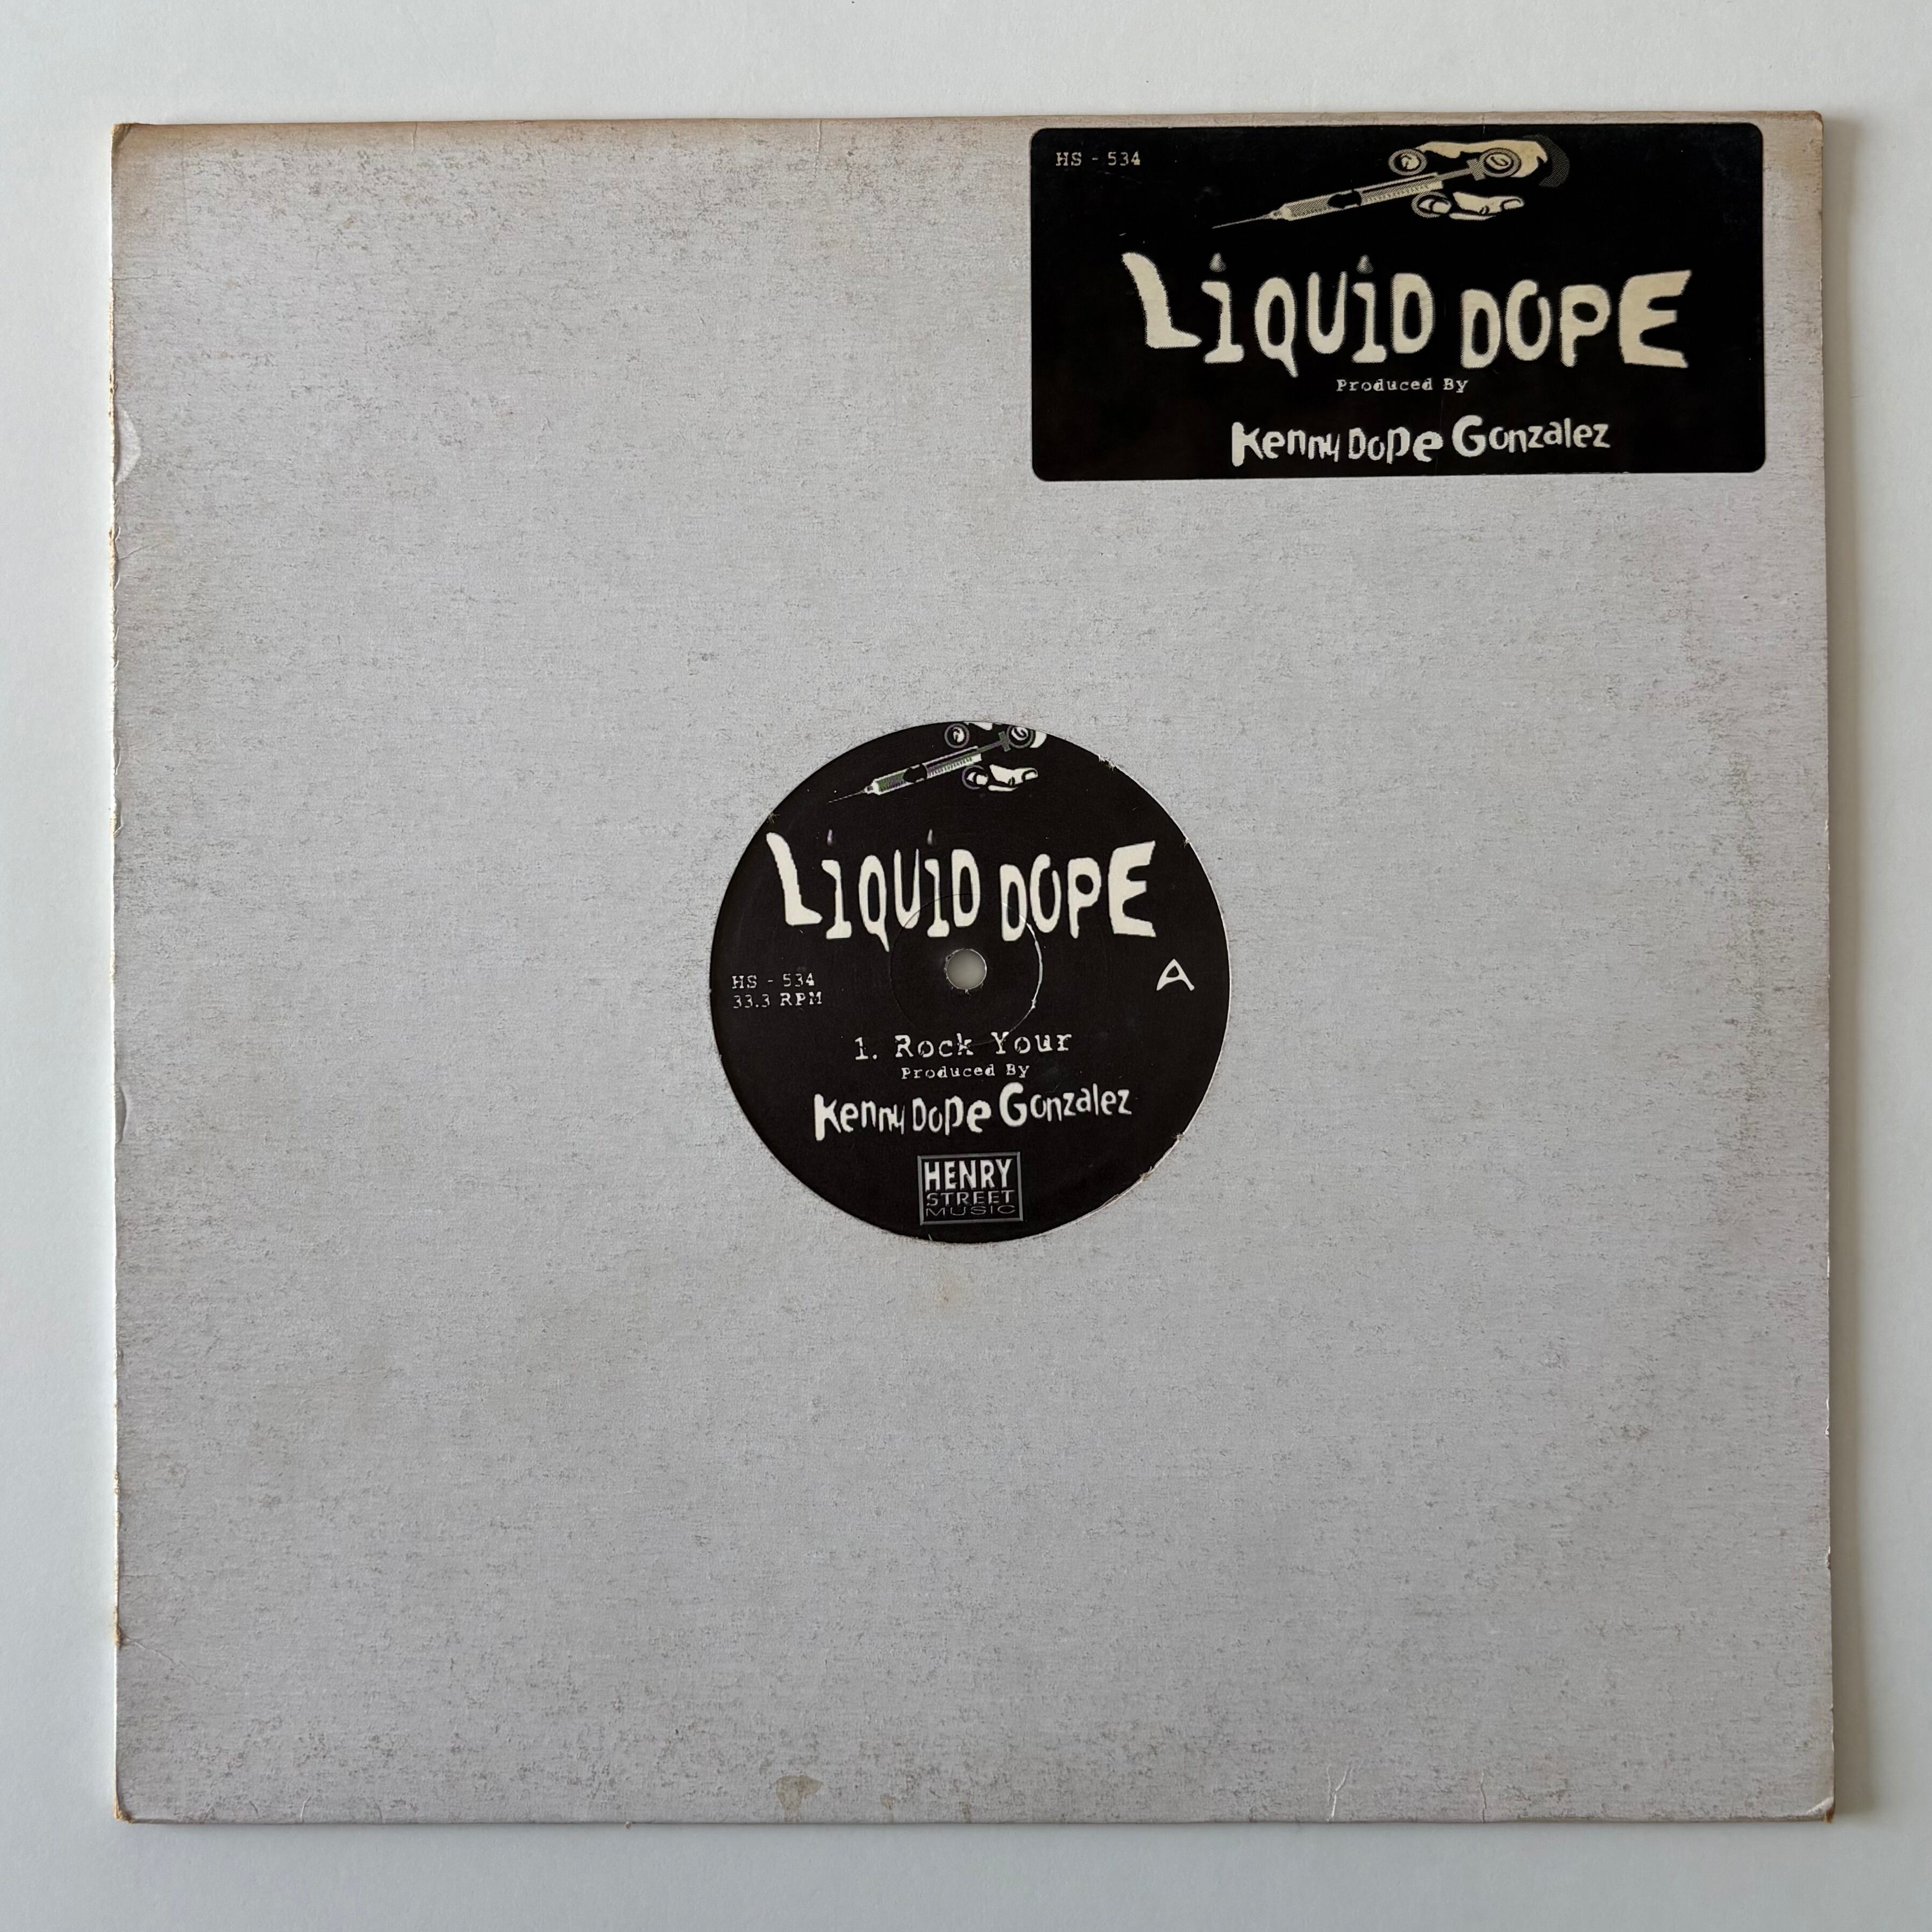 HS - 534
LiQUiD DOPE
Produced By
Kenny Dope Gonzalez
LiQUiD DOPE
HS - 534
33.3 RPM
A
1. Rock Your
Produced By
Kenny Dope Gonzalez
HENRY
STREET
MUSIC